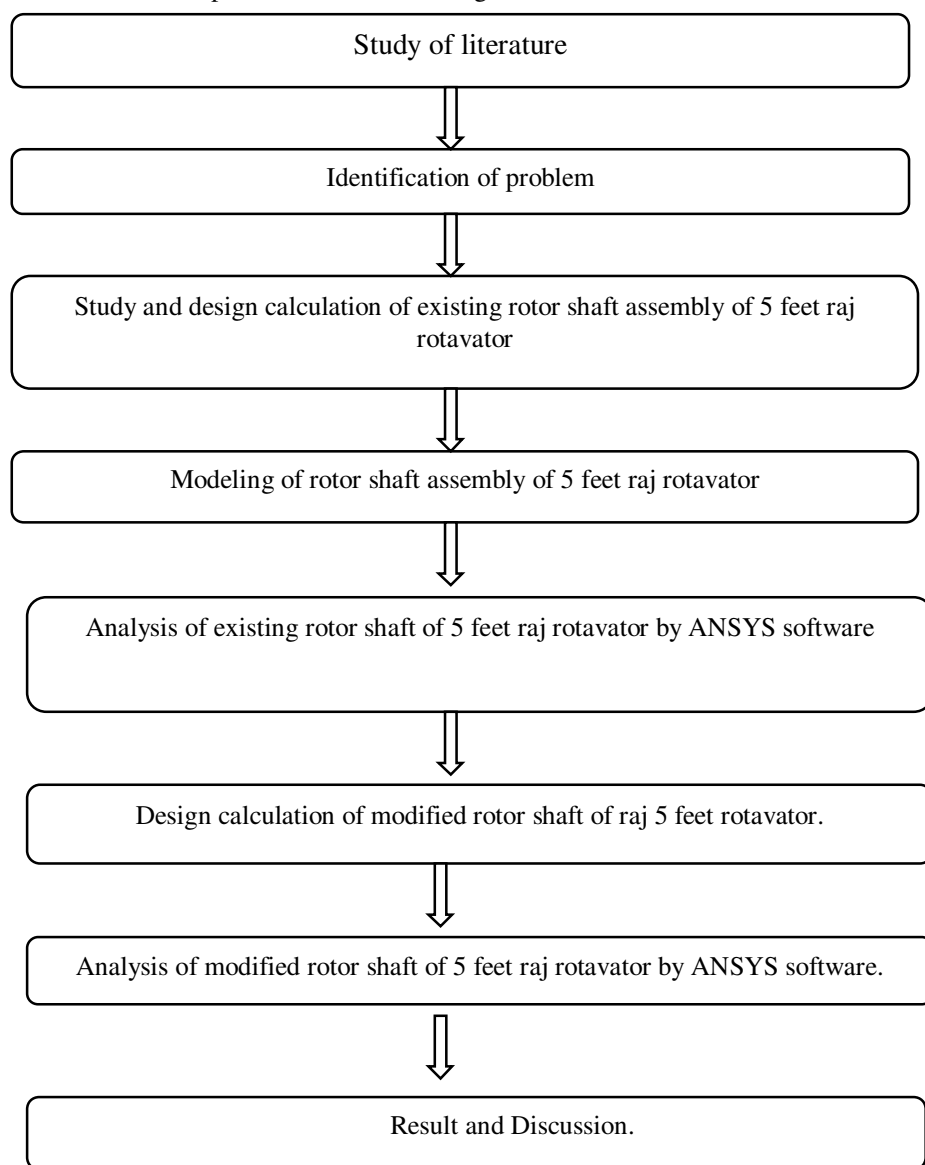 Study of literature
Identification of problem
Study and design calculation of existing rotor shaft assembly of 5 feet raj
rotavator
Modeling of rotor shaft assembly of 5 feet raj rotavator
Analysis of existing rotor shaft of 5 feet raj rotavator by ANSYS software
Design calculation of modified rotor shaft of raj 5 feet rotavator.
Analysis of modified rotor shaft of 5 feet raj rotavator by ANSYS software.
Result and Discussion.